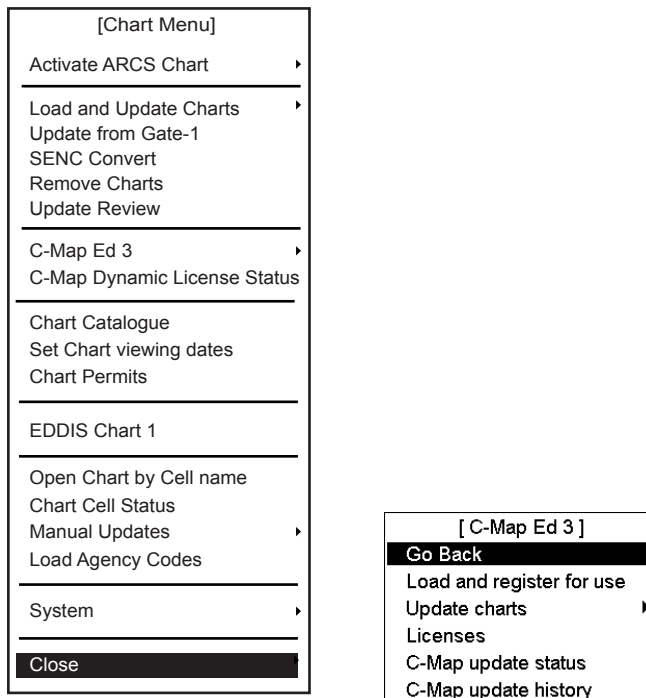 [Chart Menu]
Activate ARCS Chart
Load and Update Charts
Update from Gate-1
SENC Convert
Remove Charts
Update Review
C-Map Ed 3
C-Map Dynamic License Status
Chart Catalogue
Set Chart viewing dates
Chart Permits
EDDIS Chart 1
Open Chart by Cell name
Chart Cell Status
Manual Updates
Load Agency Codes
System
Close
[ C-Map Ed 3 ]
Go Back
Load and register for use
Update charts
Licenses
C-Map update status
C-Map update history